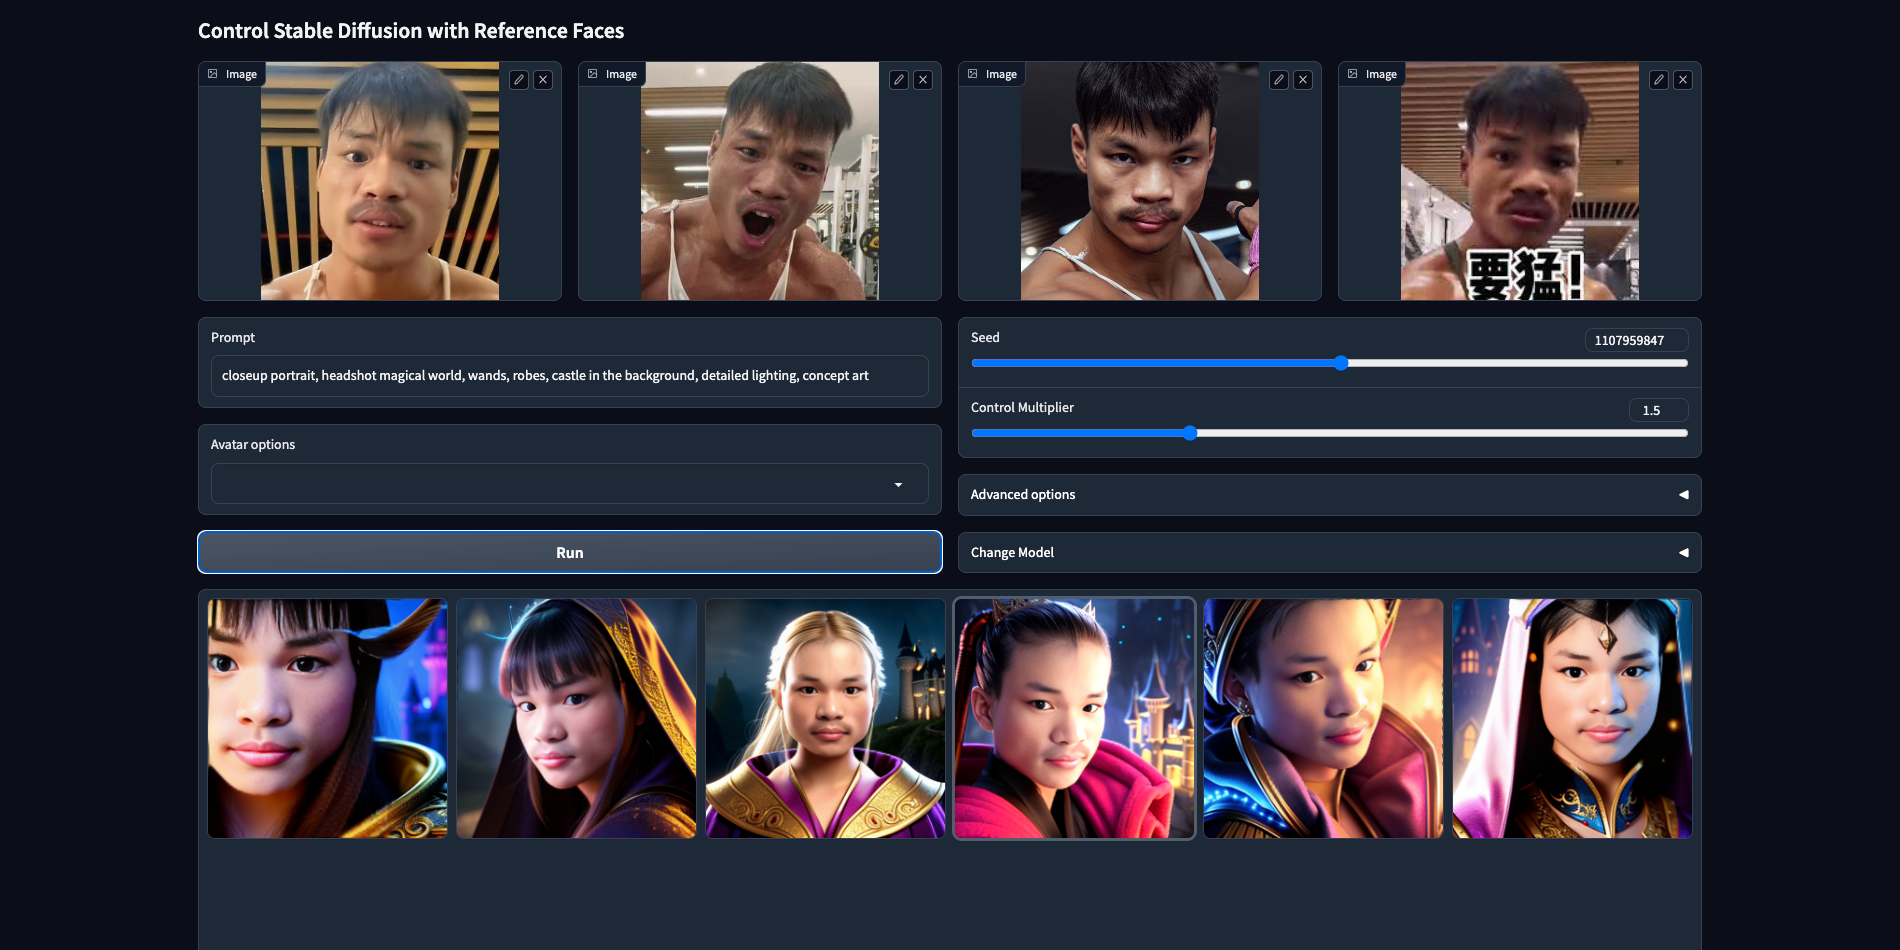 Control Stable Diffusion with Reference Faces
Image
Image
Image
Image
要猛!
Prompt
closeup portrait, headshot magical world, wands, robes, castle in the background, detailed lighting, concept art
Avatar options
Run
Seed
1107959847
Control Multiplier
1.5
Advanced options
Change Model